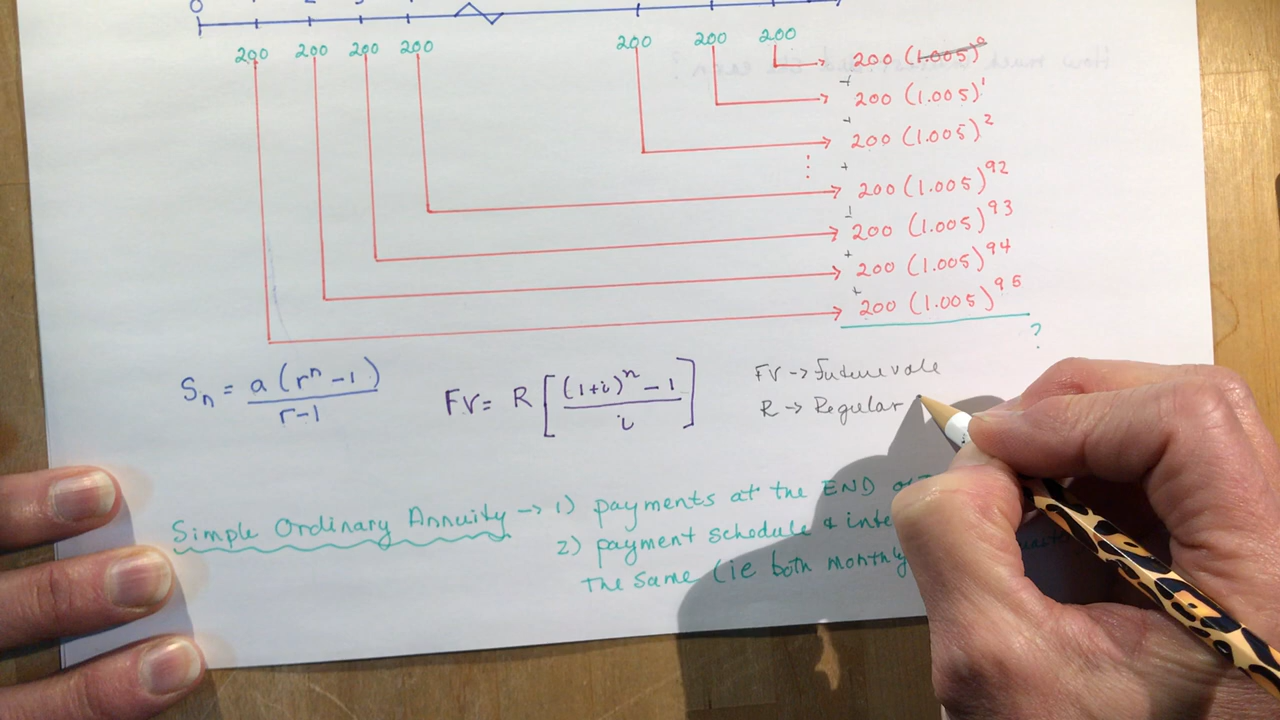 0
200 200 200 200 200 200 200
200 (1.005)⁰
+ 200 (1.005)¹
+ 200 (1.005)²
+ 200 (1.005)⁹²
+ 200 (1.005)⁹³
+ 200 (1.005)⁹⁴
+ 200 (1.005)⁹⁵
?
Sn = a(rⁿ-1) / r-1
FV= R[(1+i)ⁿ-1 / i]
FV → Future vale
R → Regular
Simple Ordinary Annuity → 1) payments at the END
2) payment schedule & inte
the same (ie both monthly
How much